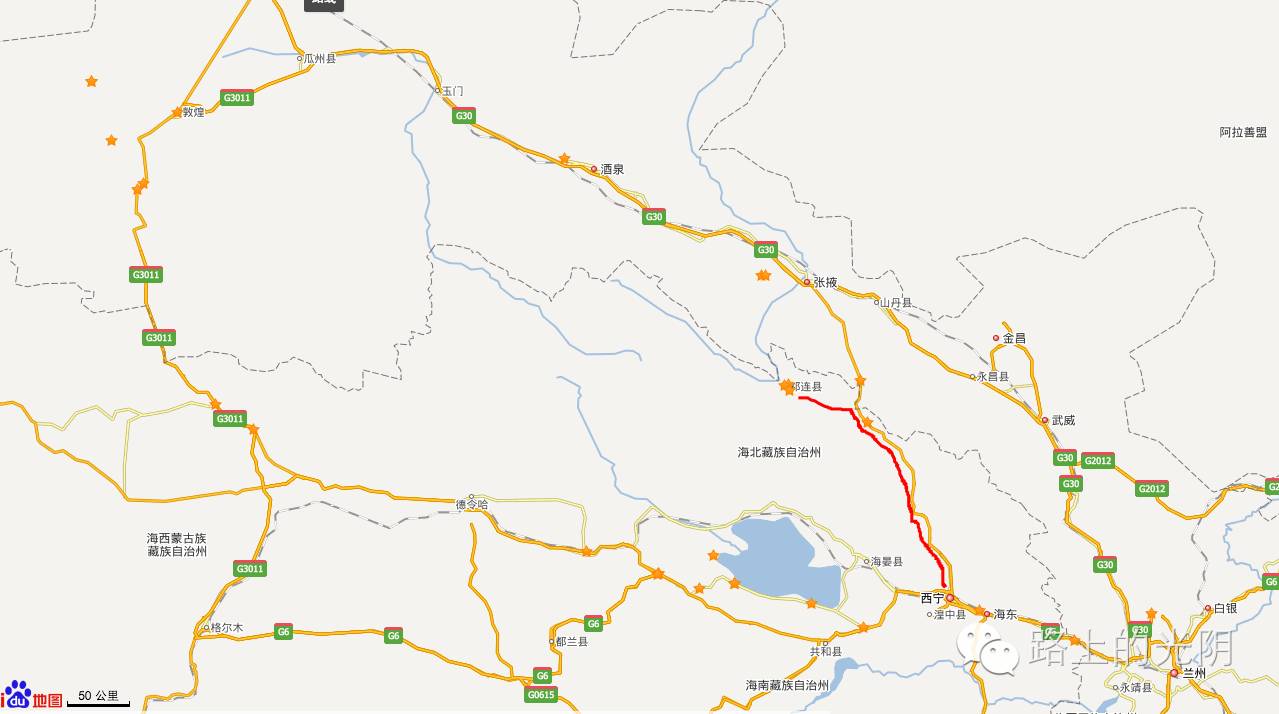 瓜州县
玉门
G3011
敦煌
G30
阿拉善盟
酒泉
G30
G30
G3011
张掖
山丹县
G3011
金昌
永昌县
祁连县
G3011
武威
海北藏族自治州
G30
G2012
G30
G2012
德令哈
海西蒙古族
藏族自治州
海晏县
G3011
G30
G6
西宁
湟中县
海东
白银
格尔木
G6
G6
G6
都兰县
G30
路上的光阴
共和县
兰州
G6
海南藏族自治州
永靖县
G0615
Bai du 地图
50 公里